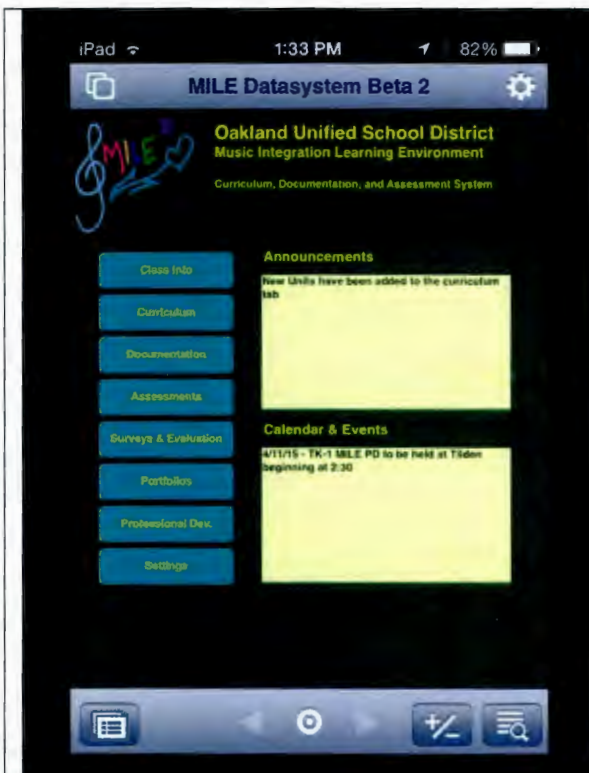 iPad 1:33 PM 82%
MILE Datasystem Beta 2
MILE
Oakland Unified School District
Music Integration Learning Environment
Curriculum, Documentation, and Assessment System
Class Info
Curriculum
Documentation
Assessments
Surveys & Evaluation
Portfolios
Professional Dev.
Settings
Announcements
New Units have been added to the curriculum
tab
Calendar & Events
4/11/15 - TK-1 MILE PD to be held at Tilden
beginning at 2:30
+/-